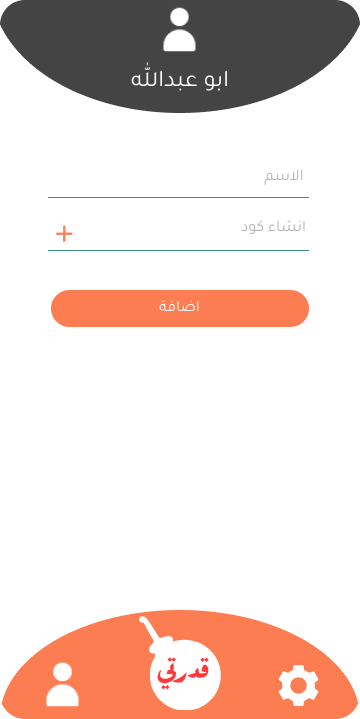 ابو عبدالله
الاسم
انشاء كود
+
اضافة
قدرتي